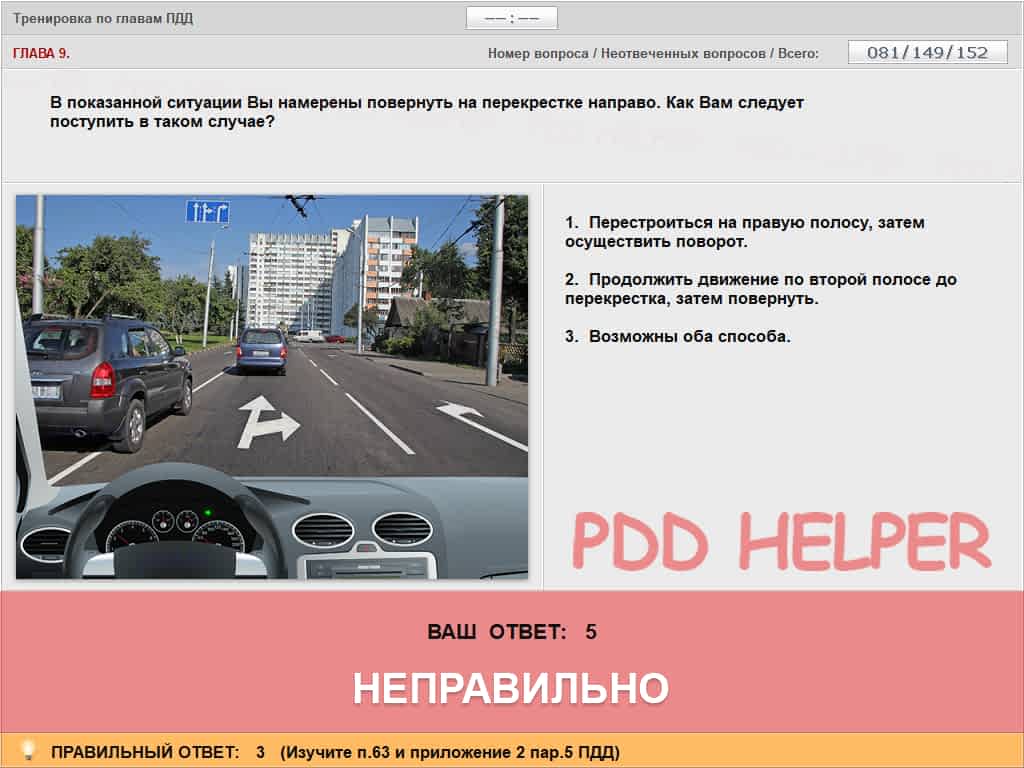 Тренировка по главам ПДД
—— : ——
ГЛАВА 9.
Номер вопроса / Неотвеченных вопросов / Всего:
081/149/152
В показанной ситуации Вы намерены повернуть на перекрестке направо. Как Вам следует
поступить в таком случае?
1. Перестроиться на правую полосу, затем
осуществить поворот.
2. Продолжить движение по второй полосе до
перекрестка, затем повернуть.
3. Возможны оба способа.
PDD HELPER
ВАШ ОТВЕТ: 5
НЕПРАВИЛЬНО
ПРАВИЛЬНЫЙ ОТВЕТ: 3 (Изучите п.63 и приложение 2 пар.5 ПДД)